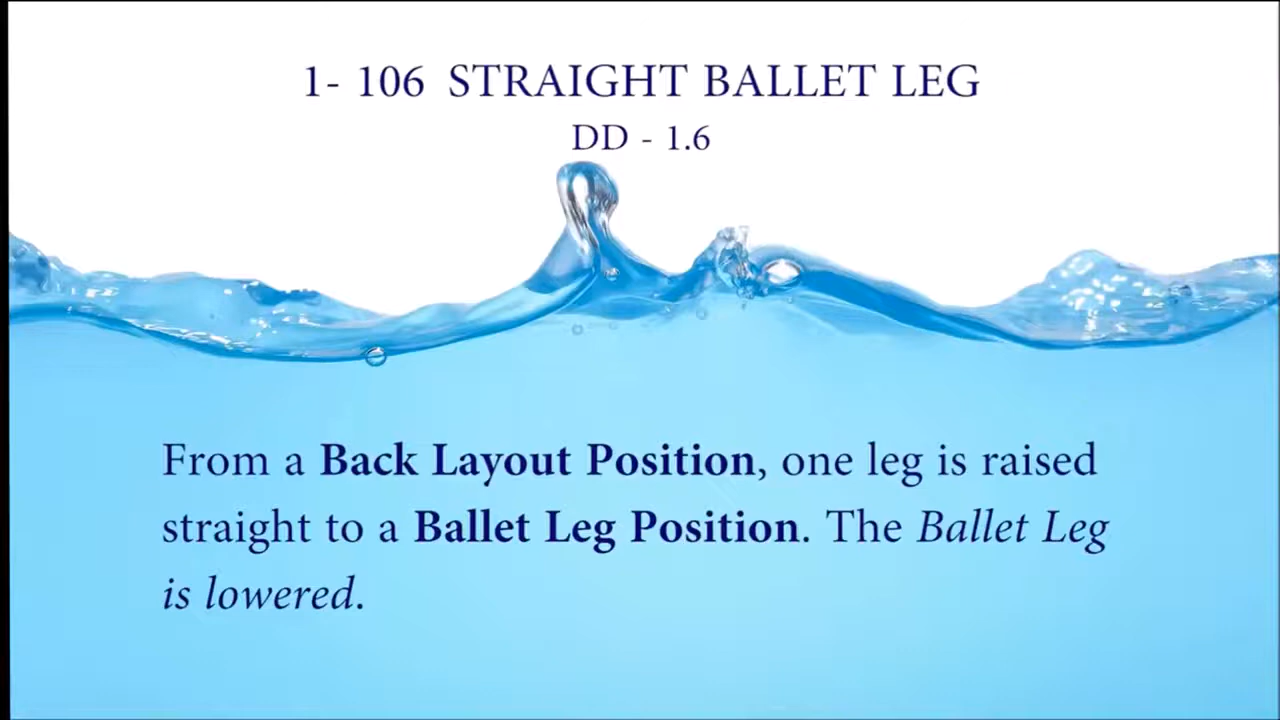 1- 106 STRAIGHT BALLET LEG
DD - 1.6
From a Back Layout Position, one leg is raised
straight to a Ballet Leg Position. The Ballet Leg
is lowered.